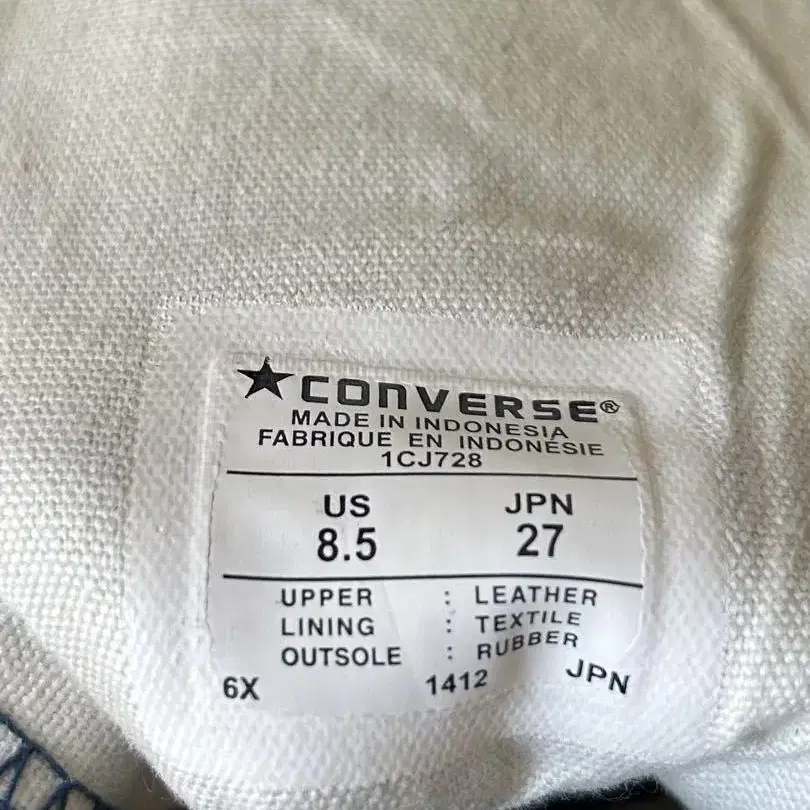 ★CONVERSE®
MADE IN INDONESIA
FABRIQUE EN INDONÉSIE
1CJ728
US JPN
8.5 27
UPPER : LEATHER
LINING : TEXTILE
OUTSOLE : RUBBER
6X 1412 JPN